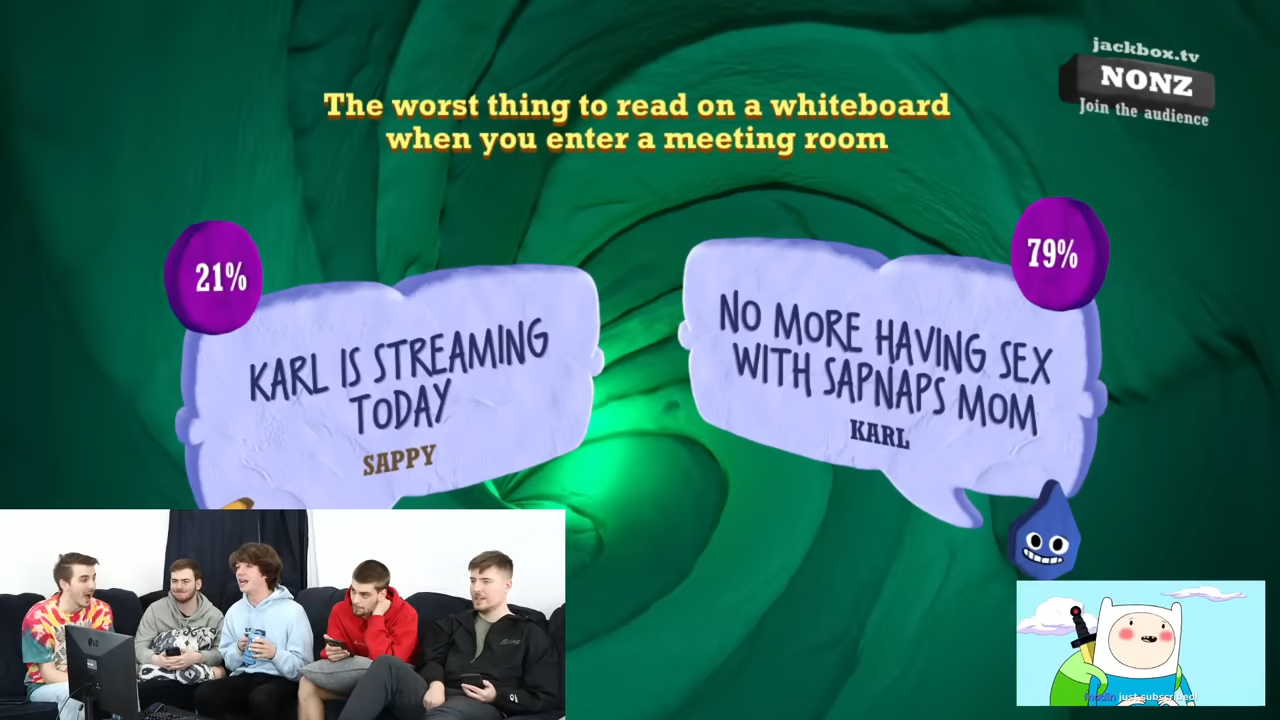 jackbox.tv
NONZ
Join the audience
The worst thing to read on a whiteboard
when you enter a meeting room
21%
KARL IS STREAMING
TODAY
SAPPY
79%
NO MORE HAVING SEX
WITH SAPNAPS MOM
KARL
LG
just subscribed!